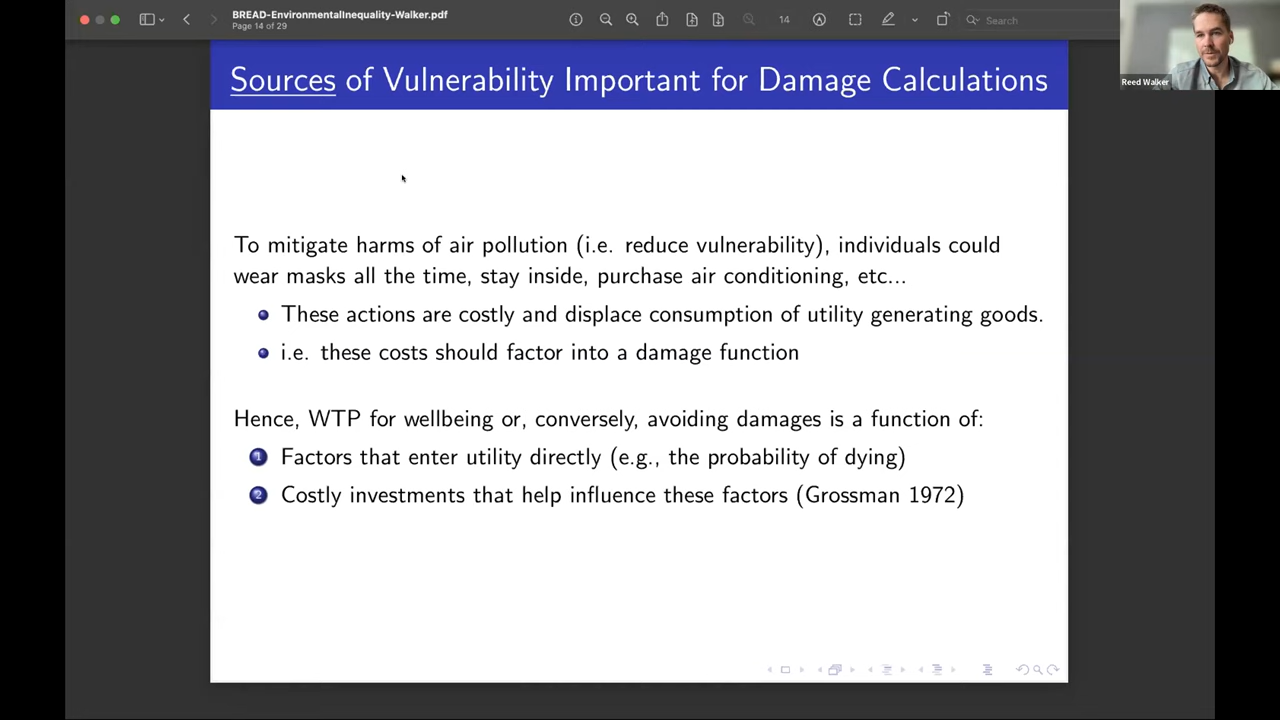 BREAD-EnvironmentalInequality-Walker.pdf
Page 14 of 29
14
Search
Reed Walker
Sources of Vulnerability Important for Damage Calculations
To mitigate harms of air pollution (i.e. reduce vulnerability), individuals could
wear masks all the time, stay inside, purchase air conditioning, etc...
These actions are costly and displace consumption of utility generating goods.
i.e. these costs should factor into a damage function
Hence, WTP for wellbeing or, conversely, avoiding damages is a function of:
1 Factors that enter utility directly (e.g., the probability of dying)
2 Costly investments that help influence these factors (Grossman 1972)